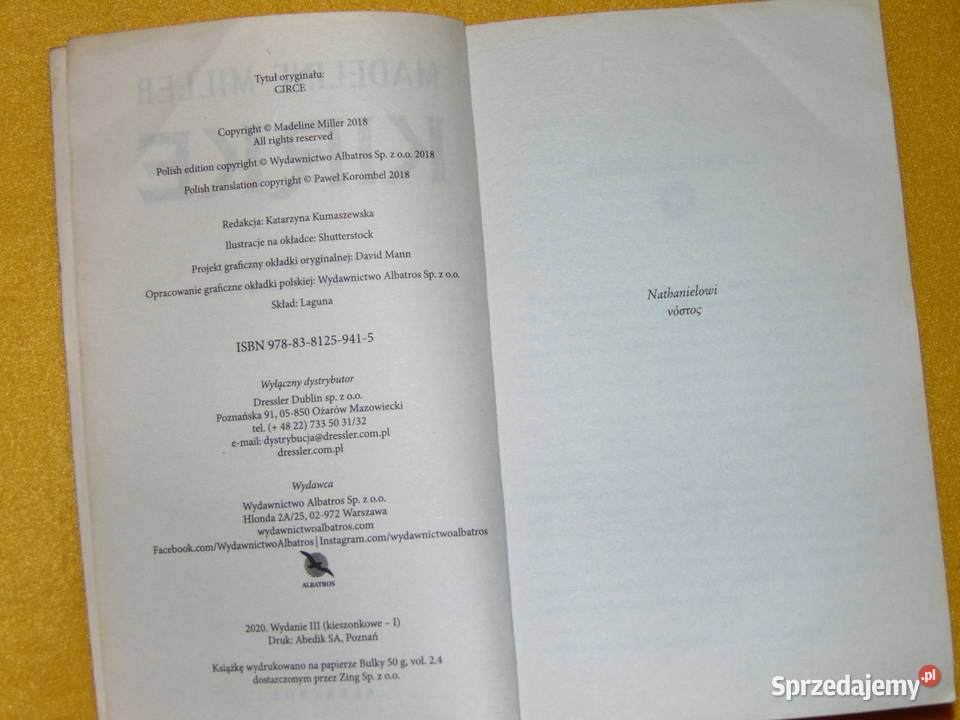 Tytuł oryginału:
CIRCE
Copyright © Madeline Miller 2018
All rights reserved
Polish edition copyright © Wydawnictwo Albatros Sp. z o.o. 2018
Polish translation copyright © Paweł Korombel 2018
Redakcja: Katarzyna Kumaszewska
Ilustracje na okładce: Shutterstock
Projekt graficzny okładki oryginalnej: David Mann
Opracowanie graficzne okładki polskiej: Wydawnictwo Albatros Sp. z o.o.
Skład: Laguna
ISBN 978-83-8125-941-5
Wyłączny dystrybutor
Dressler Dublin sp. z o.o.
Poznańska 91, 05-850 Ożarów Mazowiecki
tel. (+ 48 22) 733 50 31/32
e-mail: dystrybucja@dressler.com.pl
dressler.com.pl
Wydawca
Wydawnictwo Albatros Sp. z o.o.
Hlonda 2A/25, 02-972 Warszawa
wydawnictwoalbatros.com
Facebook.com/WydawnictwoAlbatros | Instagram.com/wydawnictwoalbatros
ALBATROS
2020. Wydanie III (kieszonkowe – I)
Druk: Abedik SA, Poznań
Książkę wydrukowano na papierze Bulky 50 g, vol. 2.4
dostarczonym przez Zing Sp. z o.o.
Nathanielowi
νόστος
Sprzedajemy.pl